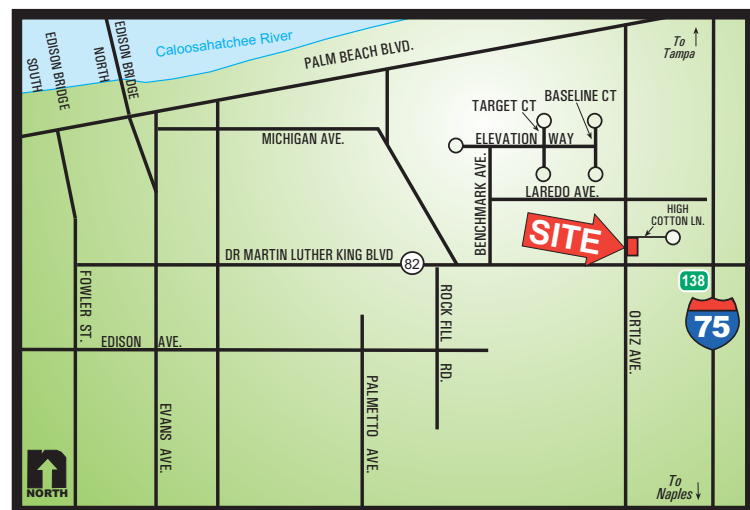 Caloosahatchee River
EDISON BRIDGE
SOUTH
EDISON BRIDGE
NORTH
PALM BEACH BLVD.
To
Tampa
TARGET CT
BASELINE CT
MICHIGAN AVE.
ELEVATION WAY
BENCHMARK AVE.
LAREDO AVE.
HIGH
COTTON LN.
SITE
DR MARTIN LUTHER KING BLVD
82
138
75
FOWLER ST.
EDISON AVE.
ROCK FILL RD.
ORTIZ AVE.
EVANS AVE.
PALMETTO AVE.
n
NORTH
To
Naples